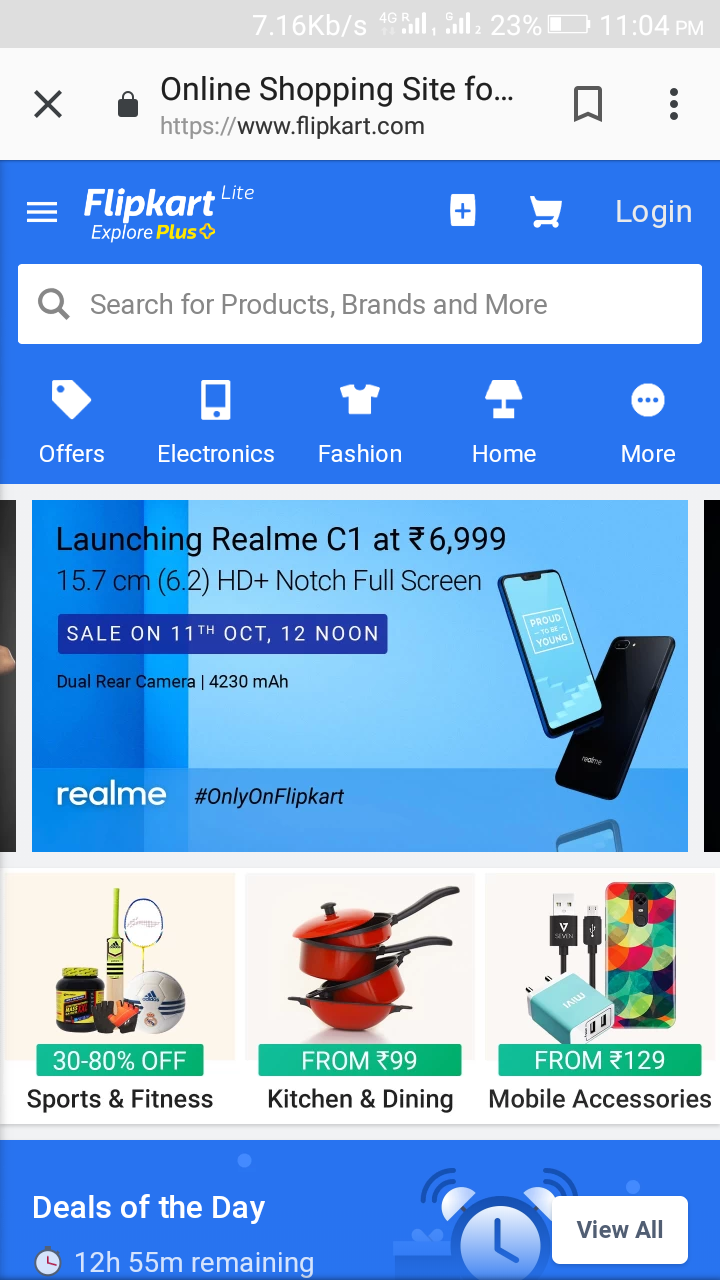 7.16Kb/s 4G R 1 G 2 23% 11:04 PM
Online Shopping Site fo...
https://www.flipkart.com
Flipkart Lite
Explore Plus
Login
Search for Products, Brands and More
Offers Electronics Fashion Home More
Launching Realme C1 at ₹6,999
15.7 cm (6.2) HD+ Notch Full Screen
SALE ON 11TH OCT, 12 NOON
Dual Rear Camera | 4230 mAh
PROUD
TO BE
YOUNG
realme
realme #OnlyOnFlipkart
adidas
SEVEN
30-80% OFF FROM ₹99 FROM ₹129
Sports & Fitness Kitchen & Dining Mobile Accessories
Deals of the Day
View All
12h 55m remaining